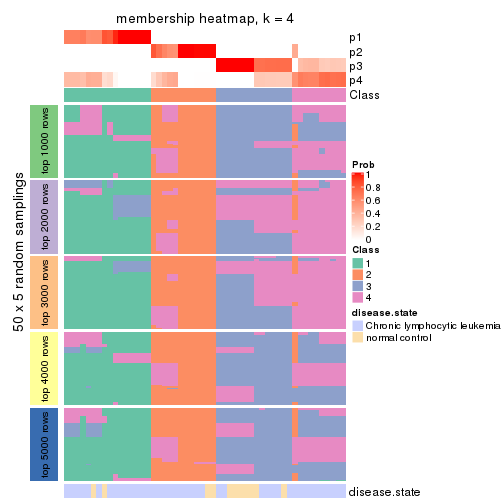 membership heatmap, k = 4
p1
p2
p3
p4
Class
50 x 5 random samplings
top 1000 rows
top 2000 rows
top 3000 rows
top 4000 rows
top 5000 rows
Prob
1
0.8
0.6
0.4
0.2
0
Class
1
2
3
4
disease.state
Chronic lymphocytic leukemia
normal control
disease.state